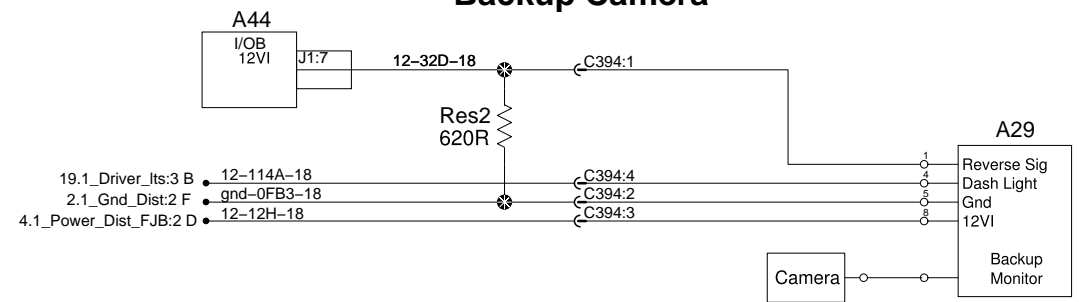 Backup Camera
A44
I/OB
12VI
J1:7
12-32D-18
C394:1
Res2
620R
A29
19.1_Driver_lts:3 B
12-114A-18
C394:4
2.1_Gnd_Dist:2 F
gnd-0FB3-18
C394:2
4.1_Power_Dist_FJB:2 D
12-12H-18
C394:3
1
Reverse Sig
4
Dash Light
5
Gnd
8
12VI
Camera
Backup
Monitor